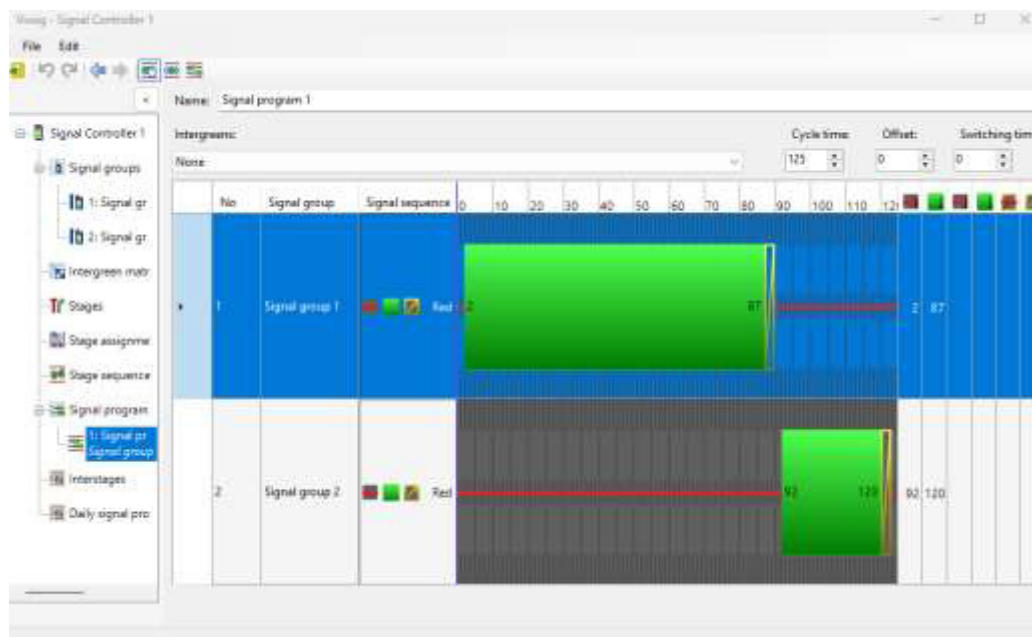 Vissig - Signal Controller 1
File Edit
Name: Signal program 1
Signal Controller 1
Intergreens: Cycle time: Offset: Switching tim
None 125 0 0
Signal groups
No Signal group Signal sequence 0 10 20 30 40 50 60 70 80 90 100 110 12
1: Signal gr
2: Signal gr
Intergreen matr
Stages
1 Signal group 1 Red 2 87 2 87
Stage assignme
Stage sequence
Signal program
1: Signal pr
Signal group
Interstages
2 Signal group 2 Red 92 120 92 120
Daily signal pro